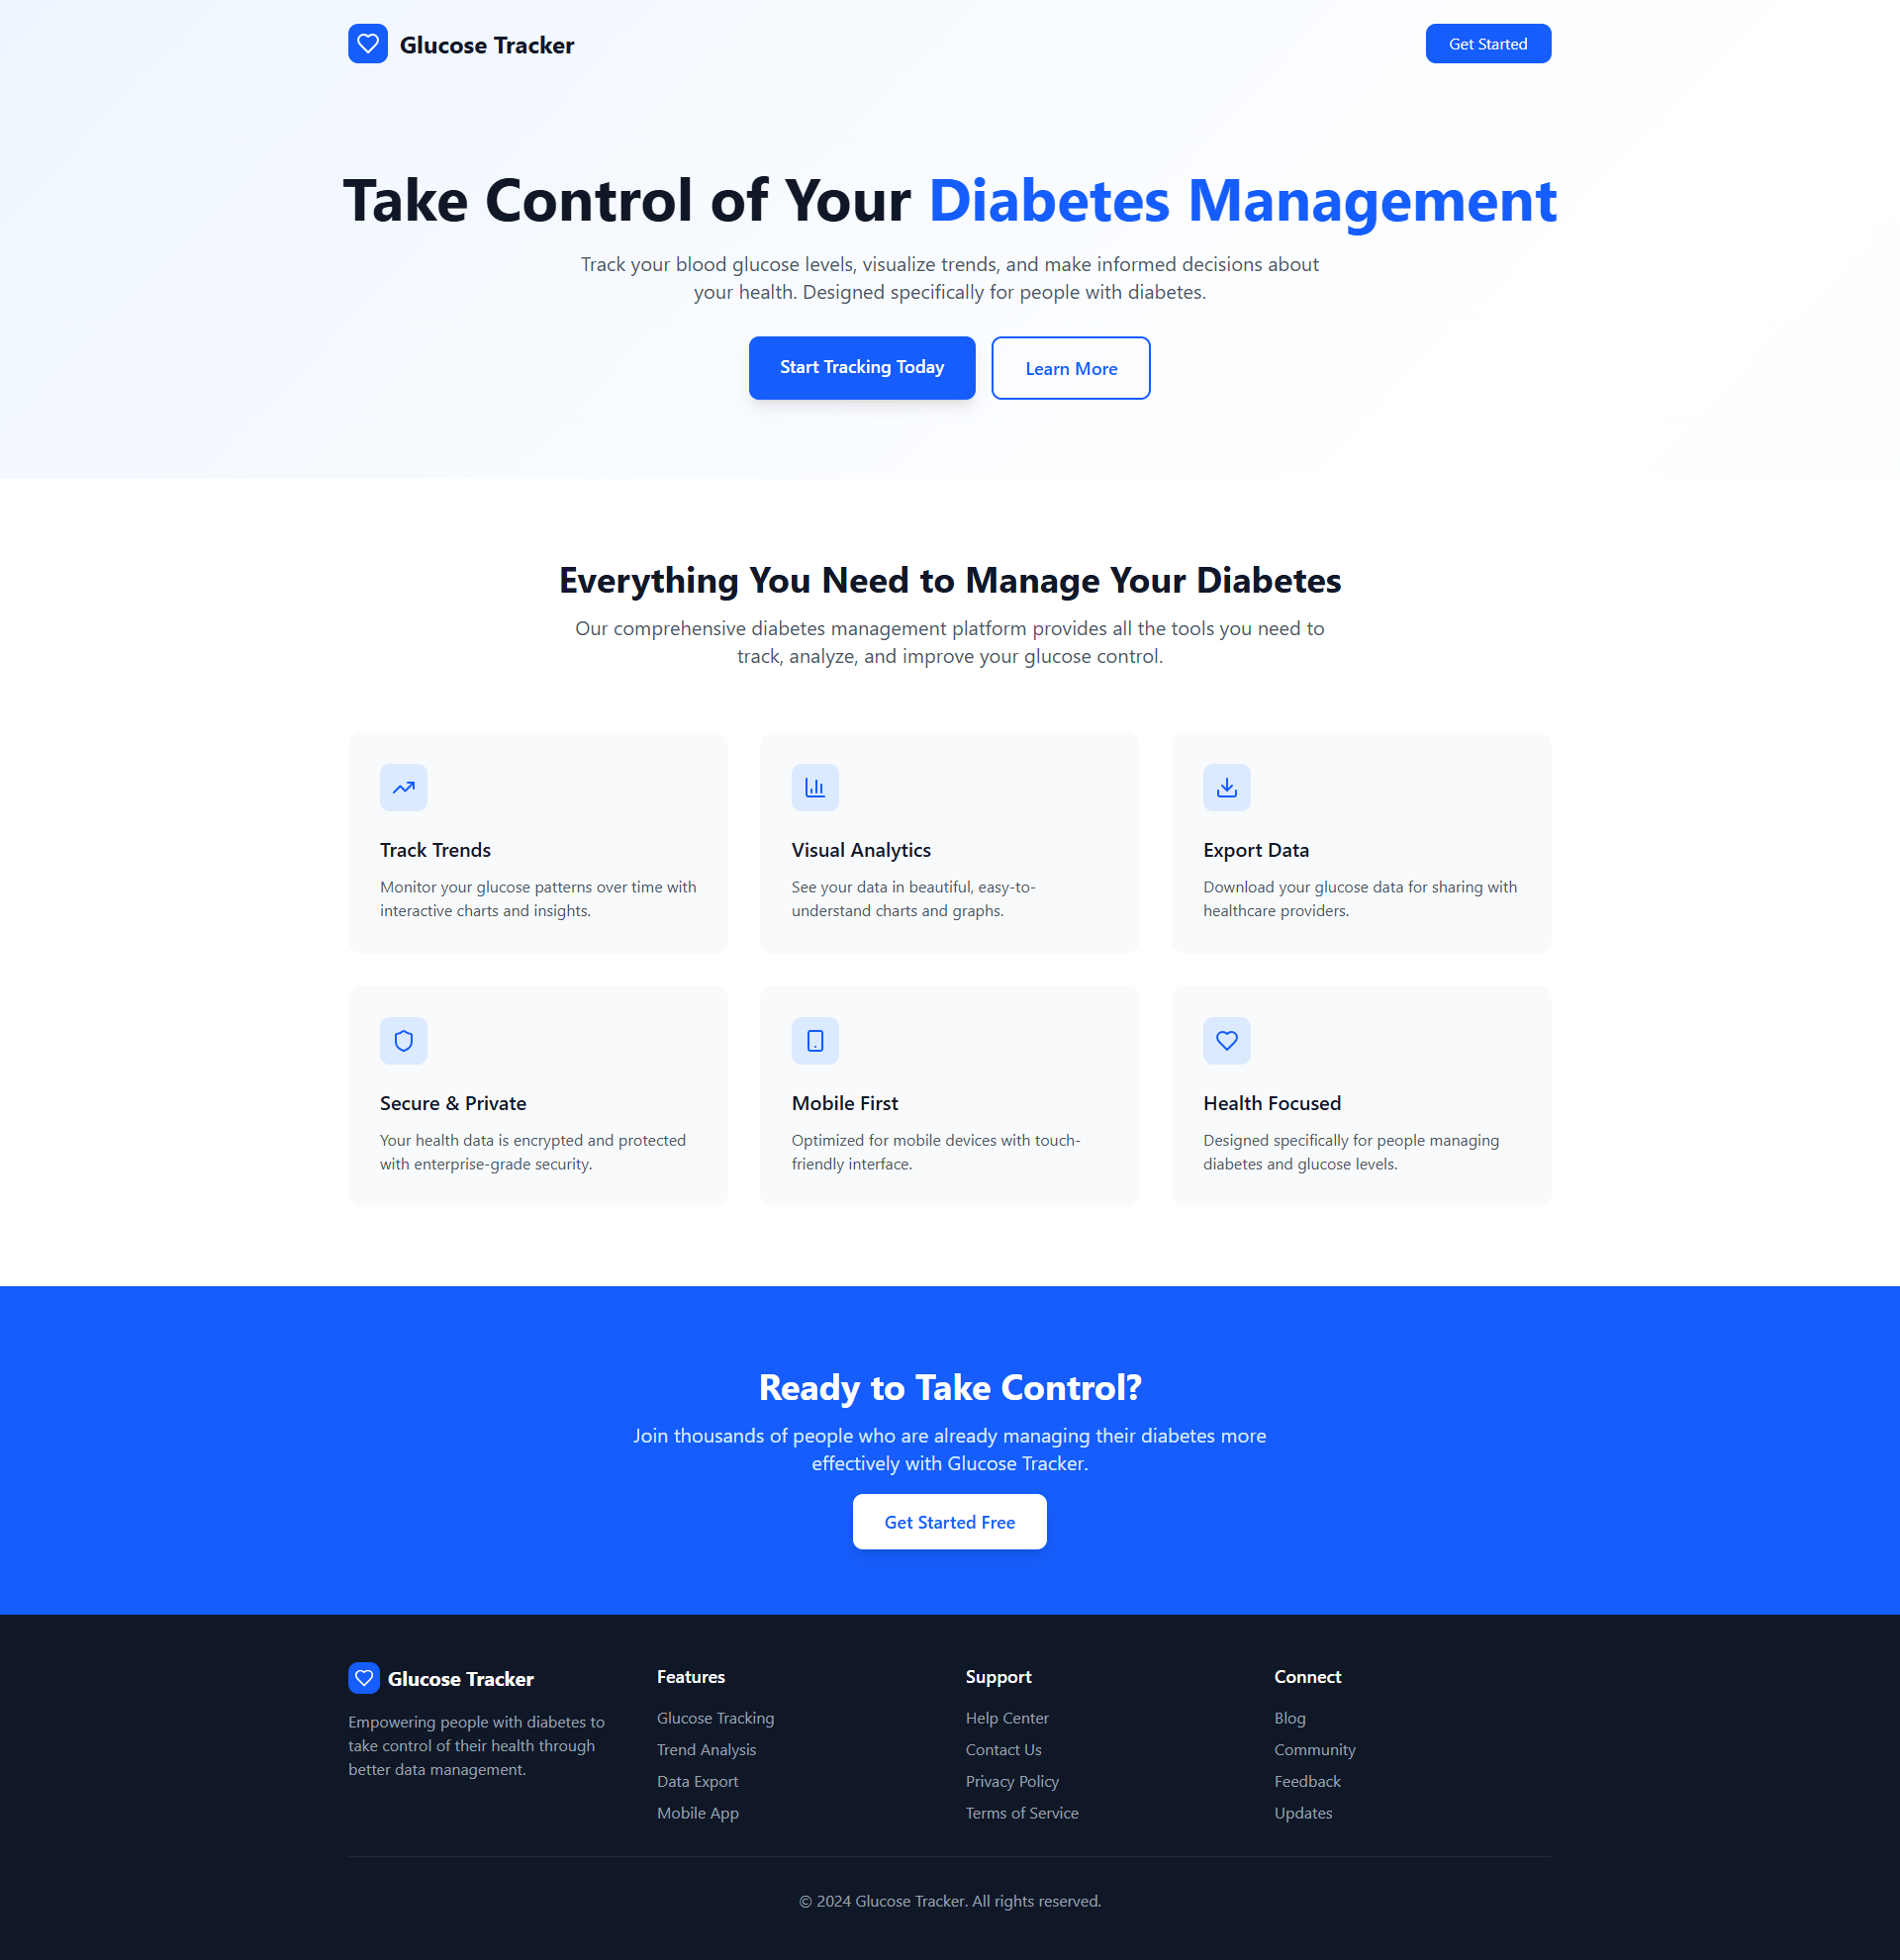 Glucose Tracker
Get Started
Take Control of Your Diabetes Management
Track your blood glucose levels, visualize trends, and make informed decisions about
your health. Designed specifically for people with diabetes.
Start Tracking Today
Learn More
Everything You Need to Manage Your Diabetes
Our comprehensive diabetes management platform provides all the tools you need to
track, analyze, and improve your glucose control.
Track Trends
Monitor your glucose patterns over time with
interactive charts and insights.
Visual Analytics
See your data in beautiful, easy-to-
understand charts and graphs.
Export Data
Download your glucose data for sharing with
healthcare providers.
Secure & Private
Your health data is encrypted and protected
with enterprise-grade security.
Mobile First
Optimized for mobile devices with touch-
friendly interface.
Health Focused
Designed specifically for people managing
diabetes and glucose levels.
Ready to Take Control?
Join thousands of people who are already managing their diabetes more
effectively with Glucose Tracker.
Get Started Free
Glucose Tracker
Empowering people with diabetes to
take control of their health through
better data management.
Features
Glucose Tracking
Trend Analysis
Data Export
Mobile App
Support
Help Center
Contact Us
Privacy Policy
Terms of Service
Connect
Blog
Community
Feedback
Updates
© 2024 Glucose Tracker. All rights reserved.